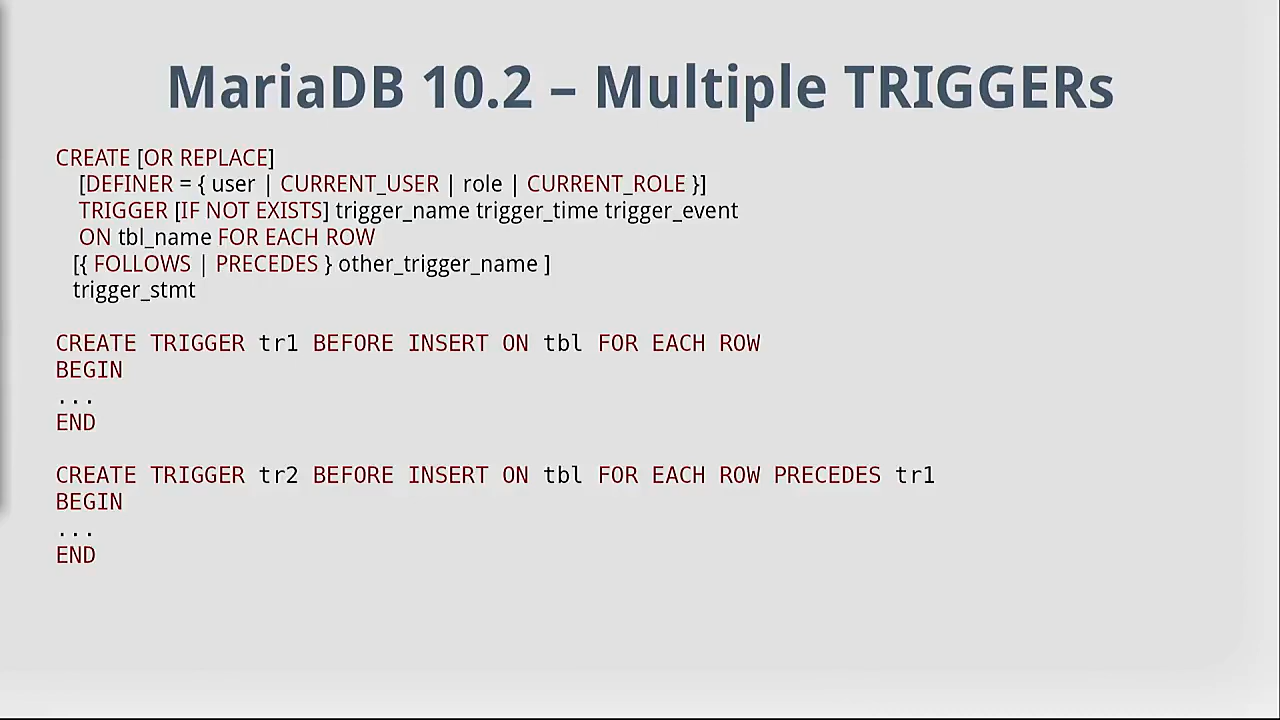 MariaDB 10.2 – Multiple TRIGGERs
CREATE [OR REPLACE]
[DEFINER = { user | CURRENT_USER | role | CURRENT_ROLE }]
TRIGGER [IF NOT EXISTS] trigger_name trigger_time trigger_event
ON tbl_name FOR EACH ROW
[{ FOLLOWS | PRECEDES } other_trigger_name ]
trigger_stmt
CREATE TRIGGER tr1 BEFORE INSERT ON tbl FOR EACH ROW
BEGIN
...
END
CREATE TRIGGER tr2 BEFORE INSERT ON tbl FOR EACH ROW PRECEDES tr1
BEGIN
...
END